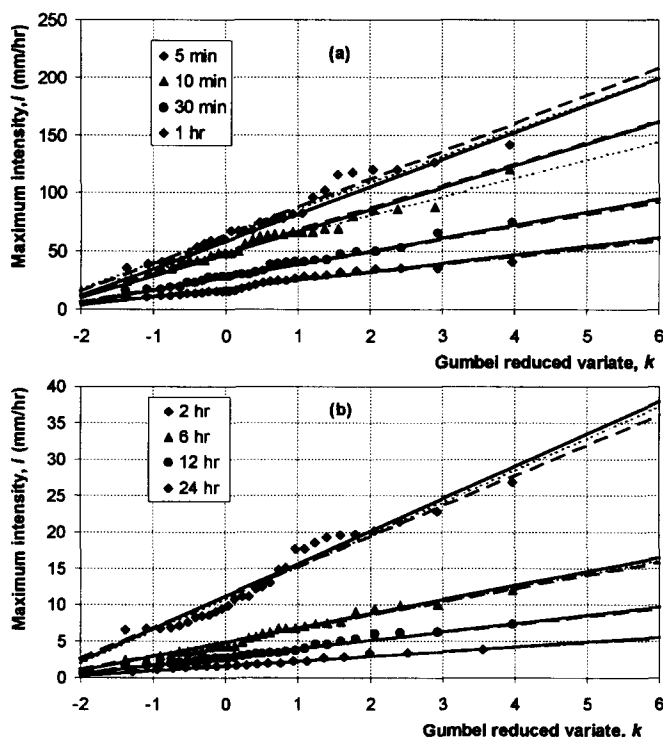 (a)
5 min
10 min
30 min
1 hr
Maximum intensity, I (mm/hr)
250
200
150
100
50
0
-2 -1 0 1 2 3 4 5 6
Gumbel reduced variate, k
(b)
2 hr
6 hr
12 hr
24 hr
Maximum intensity, I (mm/hr)
40
35
30
25
20
15
10
5
0
-2 -1 0 1 2 3 4 5 6
Gumbel reduced variate, k